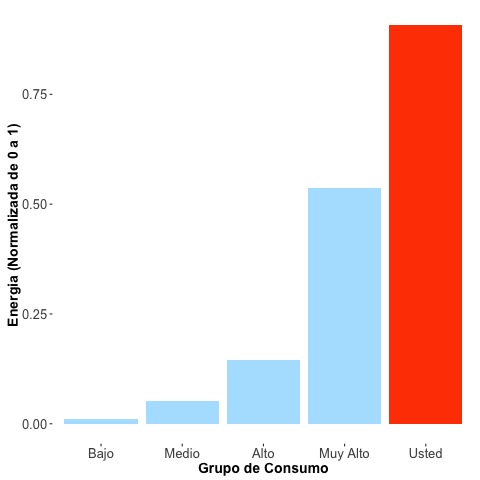 Energia (Normalizada de 0 a 1)
0.75
0.50
0.25
0.00
Bajo Medio Alto Muy Alto Usted
Grupo de Consumo